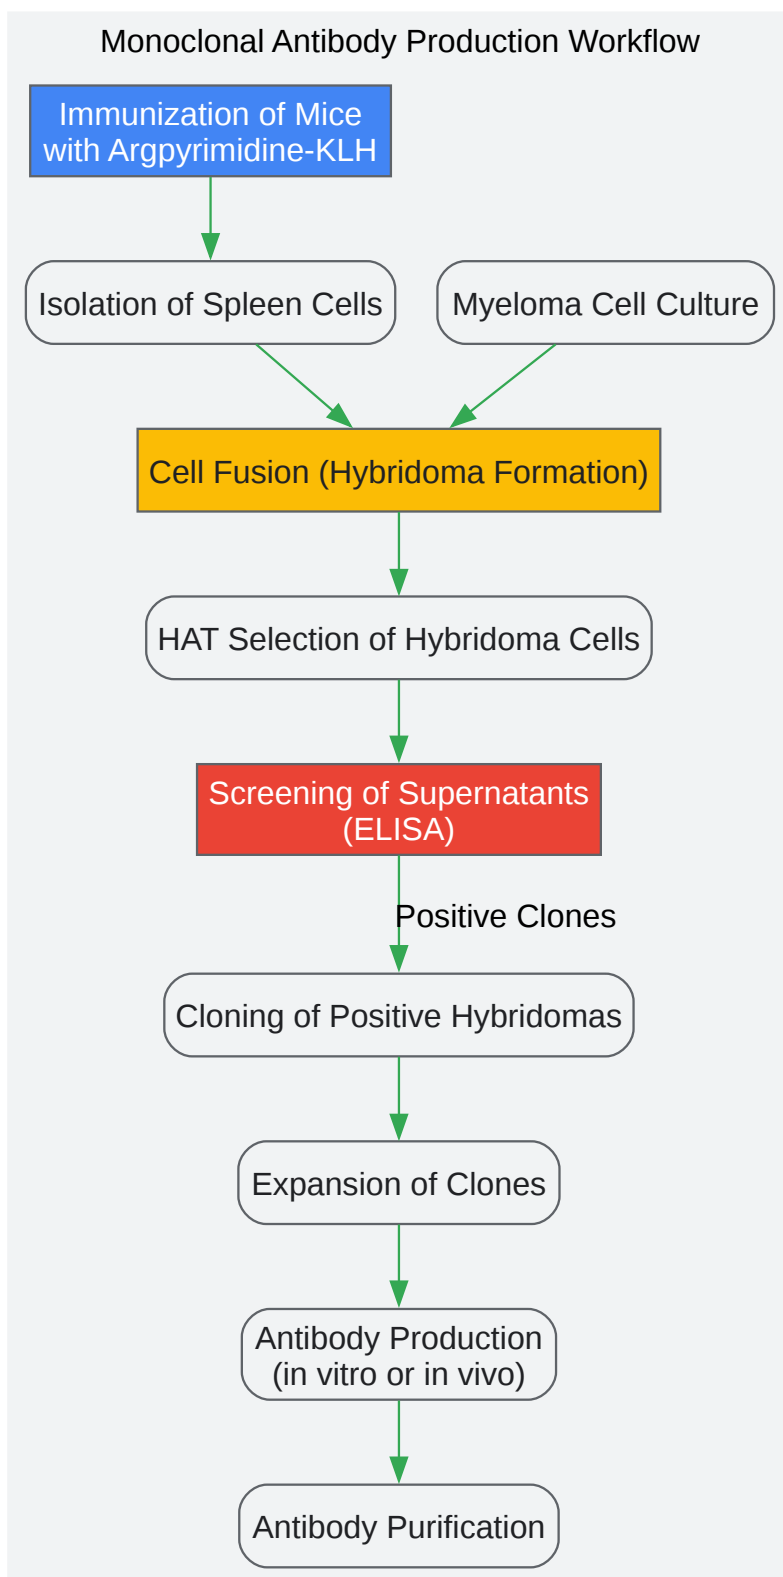 Monoclonal Antibody Production Workflow
Immunization of Mice
with Argpyrimidine-KLH
Isolation of Spleen Cells
Myeloma Cell Culture
Cell Fusion (Hybridoma Formation)
HAT Selection of Hybridoma Cells
Screening of Supernatants
(ELISA)
Positive Clones
Cloning of Positive Hybridomas
Expansion of Clones
Antibody Production
(in vitro or in vivo)
Antibody Purification